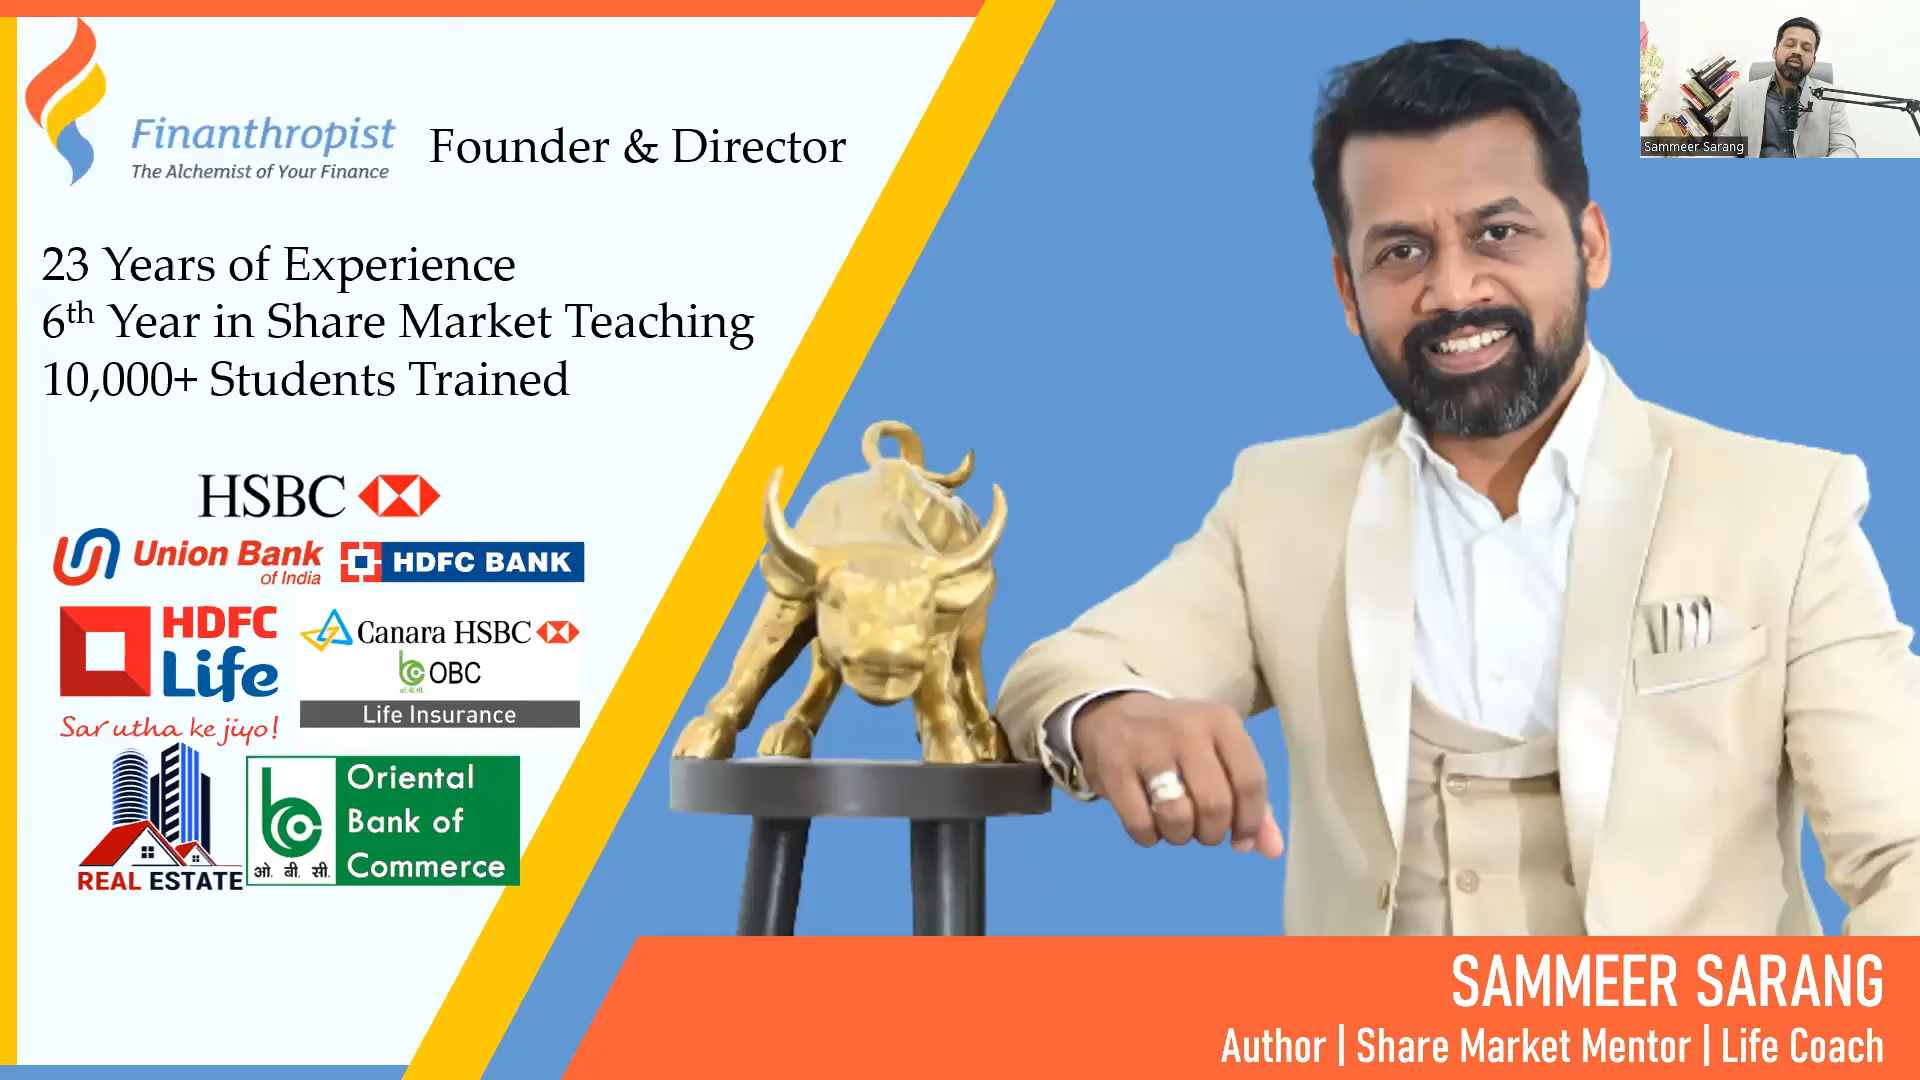 Finanthropist
The Alchemist of Your Finance
Founder & Director
23 Years of Experience
6th Year in Share Market Teaching
10,000+ Students Trained
HSBC
Union Bank
of India
HDFC BANK
HDFC
Life
Sar utha ke jiyo!
Canara HSBC
OBC
Life Insurance
REAL ESTATE
ओ. बी. सी.
Oriental
Bank of
Commerce
Sammeer Sarang
SAMMEER SARANG
Author | Share Market Mentor | Life Coach